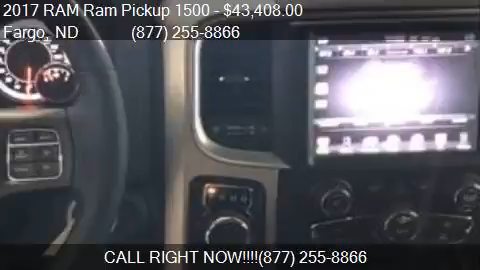 2017 RAM Ram Pickup 1500 - $43,408.00
Fargo, ND (877) 255-8866
CALL RIGHT NOW!!!!(877) 255-8866